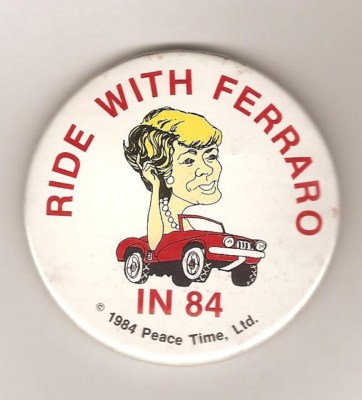 RIDE WITH FERRARO
IN 84
© 1984 Peace Time, Ltd.